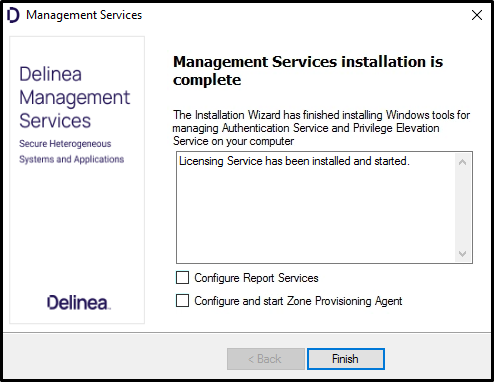 Management Services
Delinea
Management
Services
Secure Heterogeneous
Systems and Applications
Delinea
Management Services installation is
complete
The Installation Wizard has finished installing Windows tools for
managing Authentication Service and Privilege Elevation
Service on your computer
Licensing Service has been installed and started.
Configure Report Services
Configure and start Zone Provisioning Agent
< Back
Finish